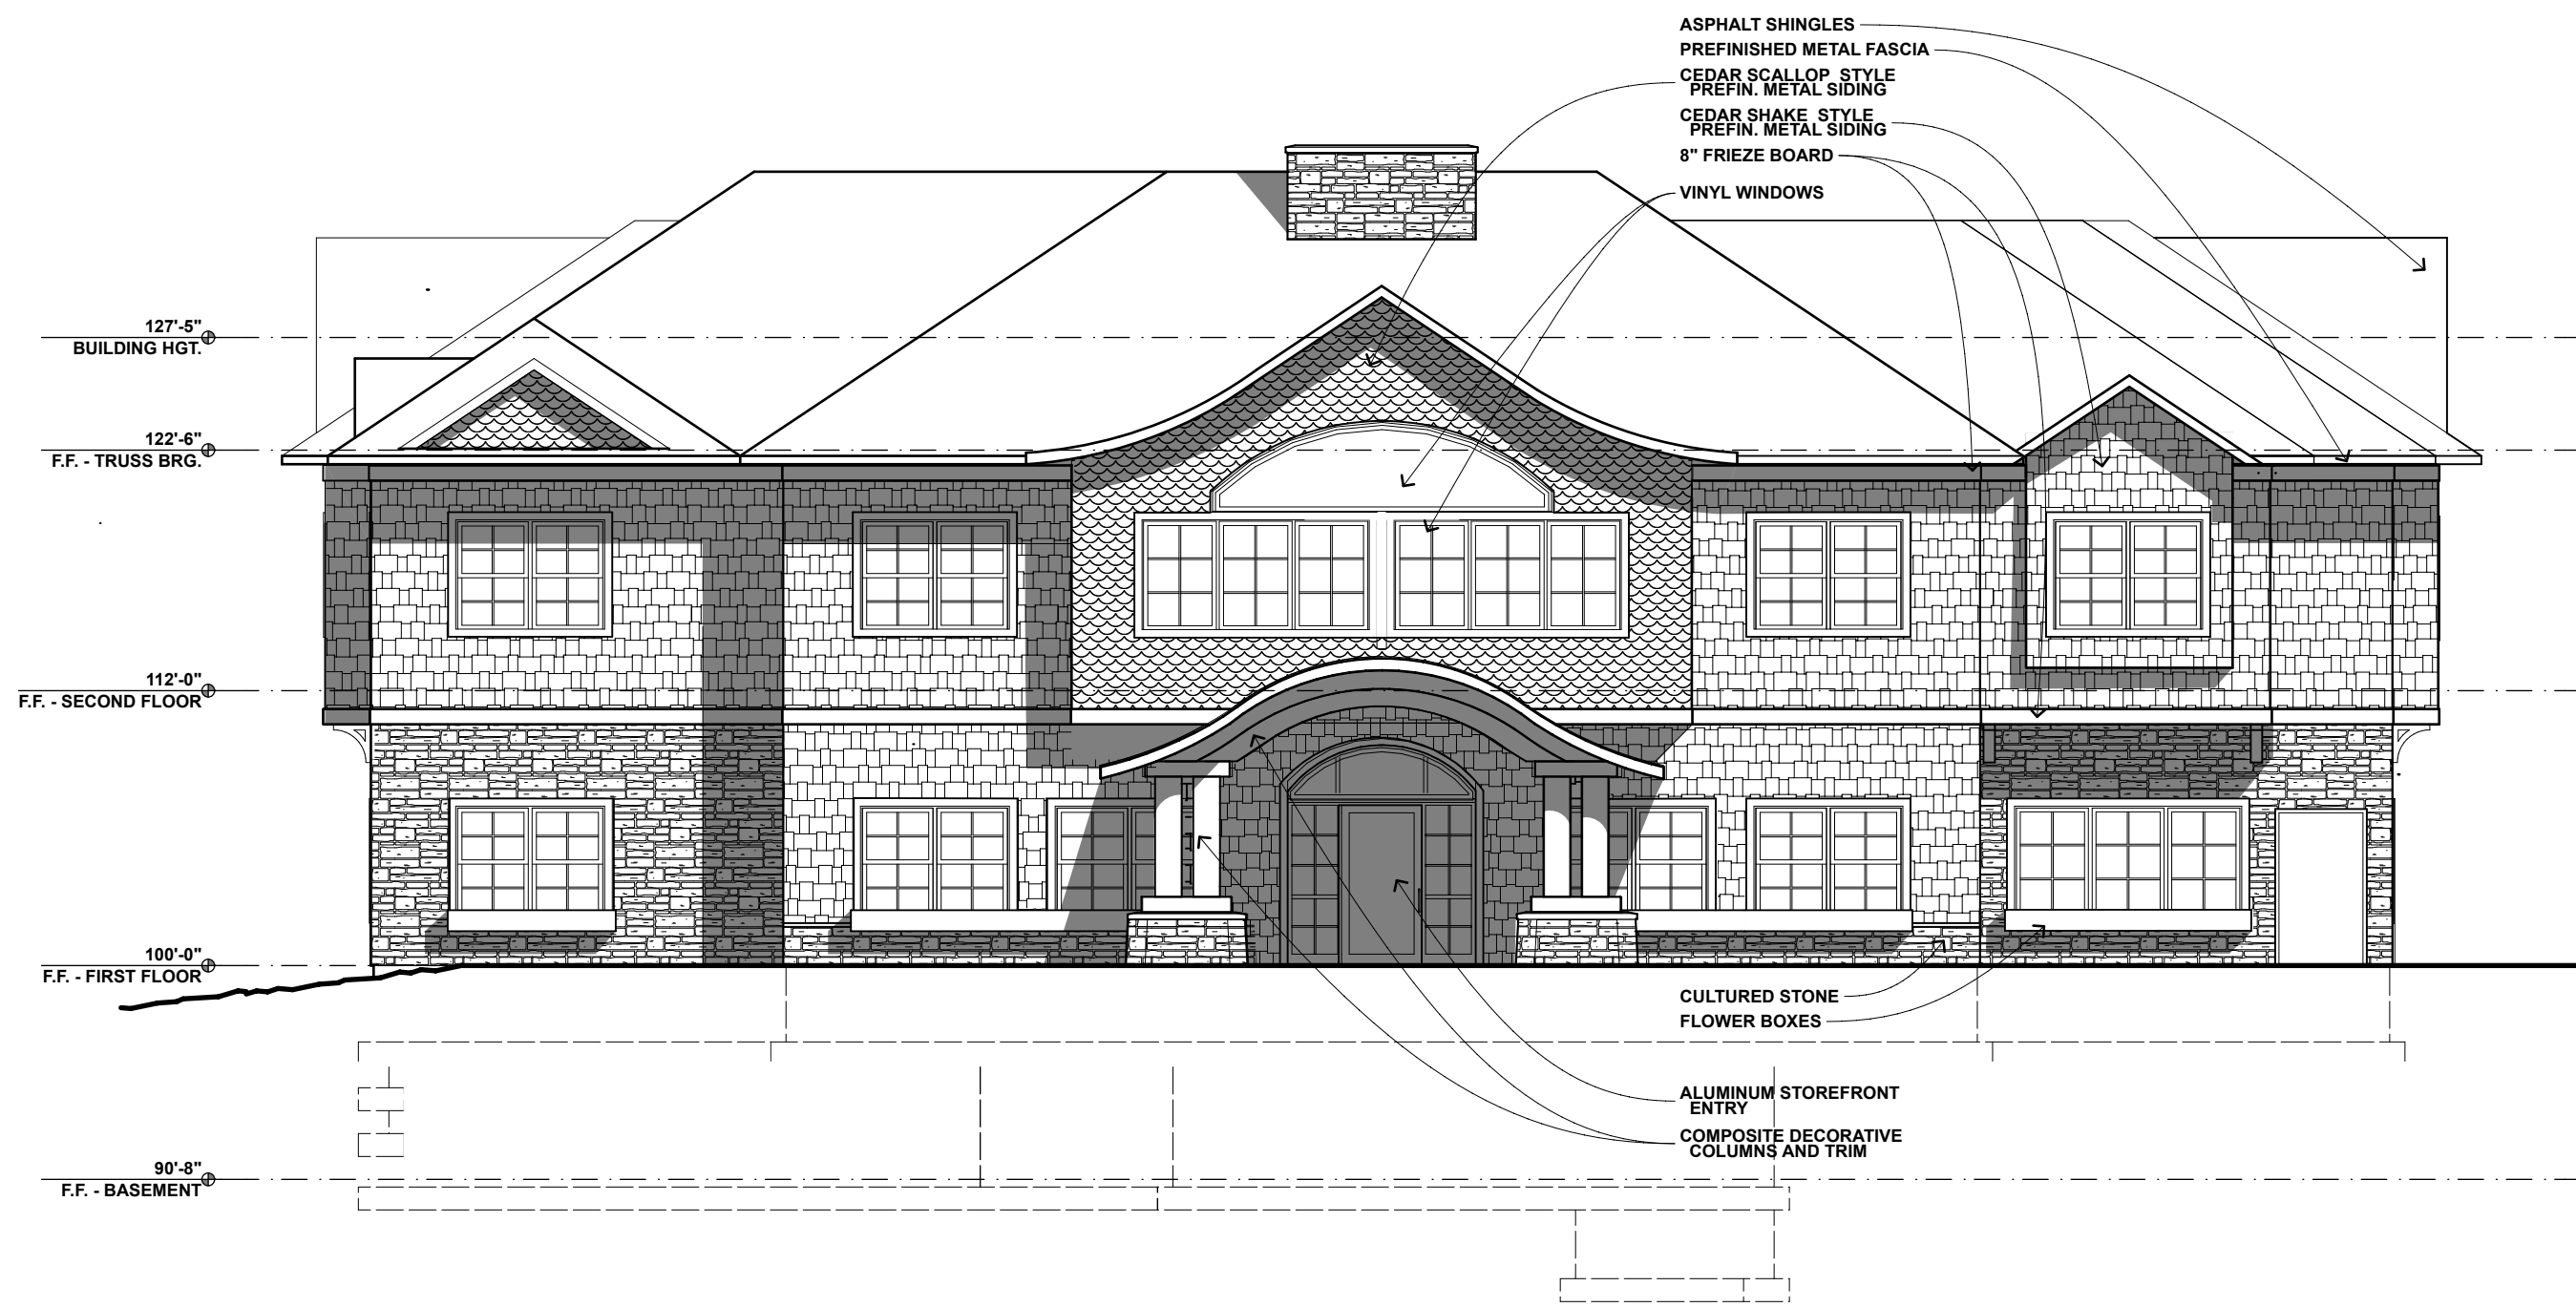 ASPHALT SHINGLES
PREFINISHED METAL FASCIA
CEDAR SCALLOP STYLE
PREFIN. METAL SIDING
CEDAR SHAKE STYLE
PREFIN. METAL SIDING
8" FRIEZE BOARD
VINYL WINDOWS
127'-5"
BUILDING HGT.
122'-6"
F.F. - TRUSS BRG.
112'-0"
F.F. - SECOND FLOOR
100'-0"
F.F. - FIRST FLOOR
CULTURED STONE
FLOWER BOXES
ALUMINUM STOREFRONT
ENTRY
COMPOSITE DECORATIVE
COLUMNS AND TRIM
90'-8"
F.F. - BASEMENT